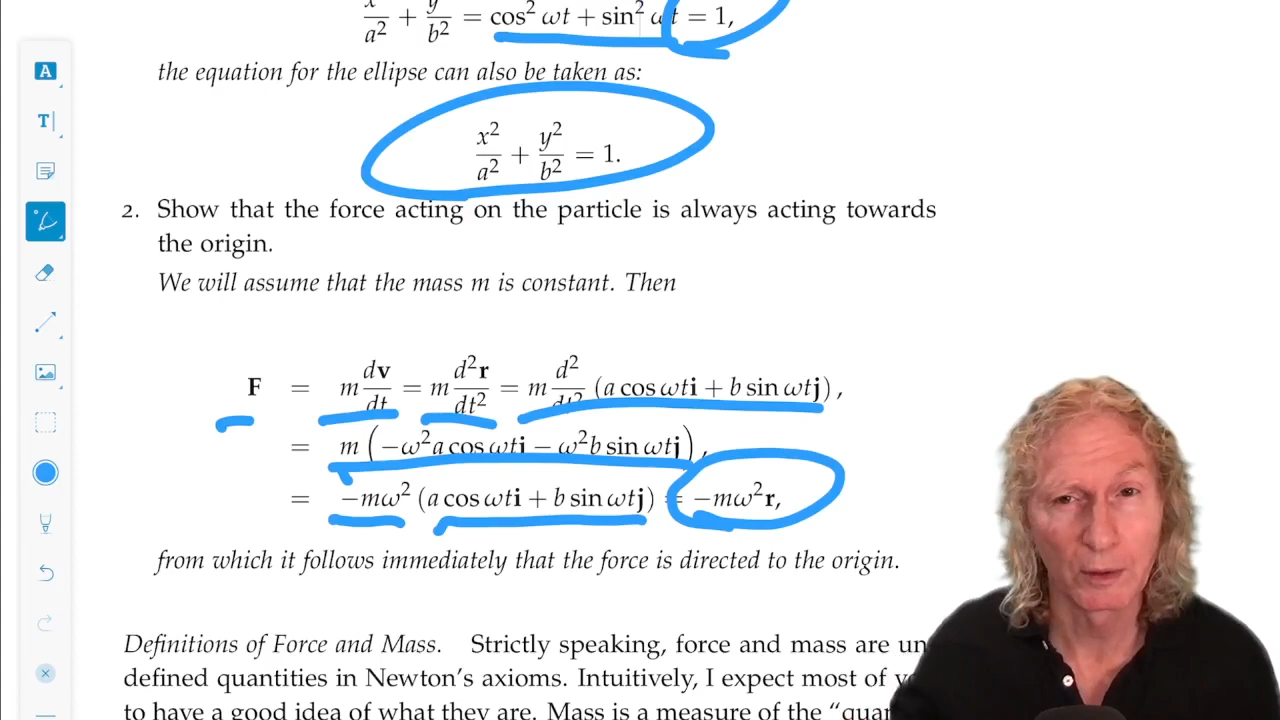 x²/a² + y²/b² = cos² ωt + sin² ωt = 1,
the equation for the ellipse can also be taken as:
x²/a² + y²/b² = 1.
2. Show that the force acting on the particle is always acting towards
the origin.
We will assume that the mass m is constant. Then
F = m dv/dt = m d²r/dt² = m d²/dt² (a cos ωti + b sin ωtj),
= m (−ω²a cos ωti − ω²b sin ωtj),
= −mω² (a cos ωti + b sin ωtj) = −mω²r,
from which it follows immediately that the force is directed to the origin.
Definitions of Force and Mass. Strictly speaking, force and mass are un
defined quantities in Newton's axioms. Intuitively, I expect most of
to have a good idea of what they are. Mass is a measure of the “quan
A
T